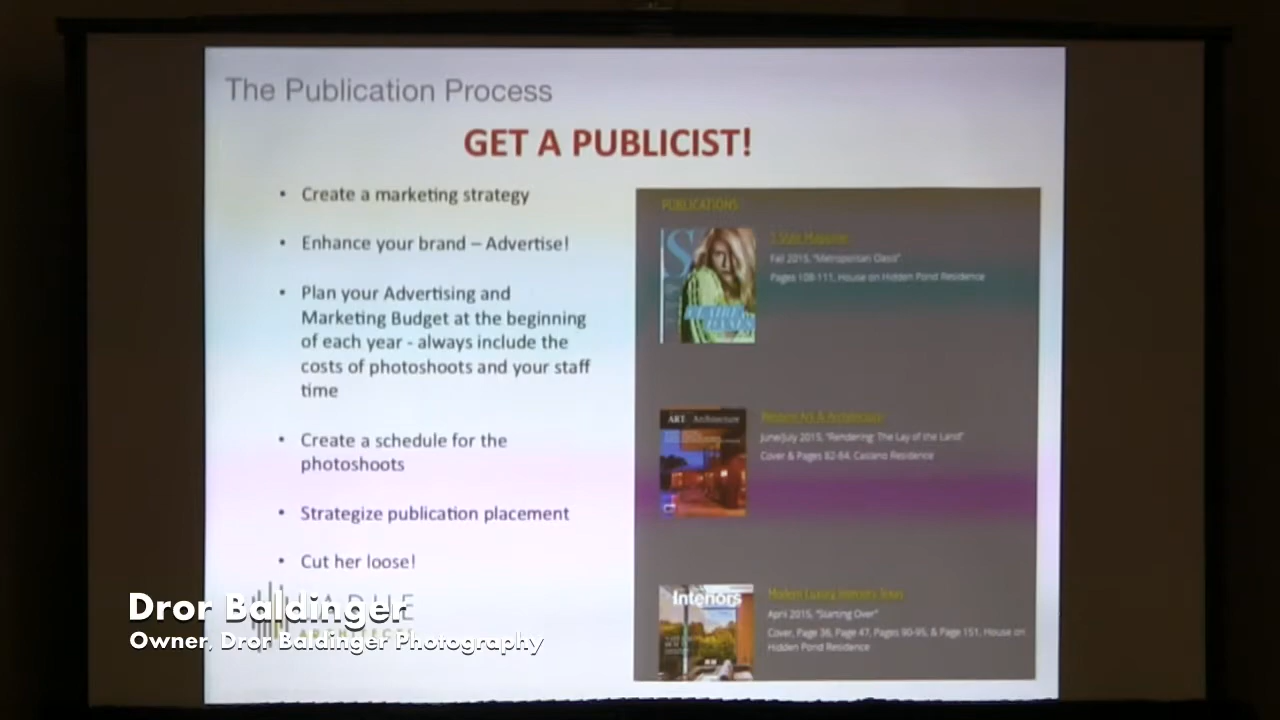 The Publication Process
GET A PUBLICIST!
• Create a marketing strategy
• Enhance your brand – Advertise!
• Plan your Advertising and
Marketing Budget at the beginning
of each year - always include the
costs of photoshoots and your staff
time
• Create a schedule for the
photoshoots
• Strategize publication placement
• Cut her loose!
PUBLICATIONS
Fall 2015, "Metropolitan Oasis"
Pages 108-111, House on Hidden Pond Residence
S
CLAIRE
DANES
Western Art & Architecture
June/July 2015, "Rendering: The Lay of the Land"
Cover & Pages 82-84, Casiano Residence
ART Architecture
Modern Luxury Interiors Texas
April 2015, "Starting Over"
Cover, Page 36, Page 47, Pages 90-95, & Page 151, House on
Hidden Pond Residence
Interiors
Dror Baldinger
Owner, Dror Baldinger Photography